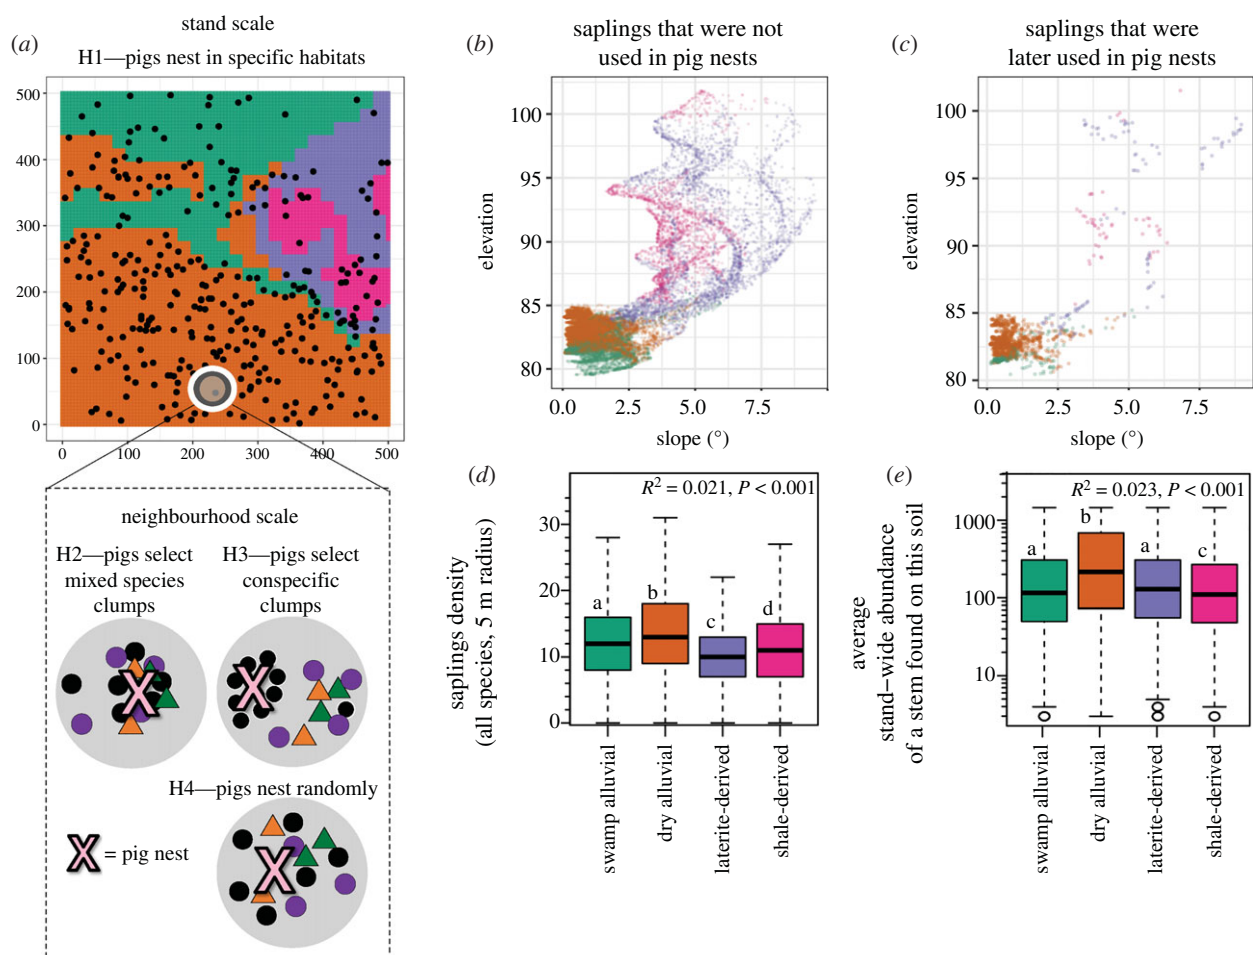 (a)
stand scale
H1—pigs nest in specific habitats
500
400
300
200
100
0
0
100
200
300
400
500
neighbourhood scale
H2—pigs select
mixed species
clumps
H3—pigs select
conspecific
clumps
H4—pigs nest randomly
X = pig nest
(b)
saplings that were not
used in pig nests
elevation
100
95
90
85
80
0.0
2.5
5.0
7.5
slope (°)
(c)
saplings that were
later used in pig nests
elevation
100
95
90
85
80
0.0
2.5
5.0
7.5
slope (°)
(d)
R² = 0.021, P < 0.001
saplings density
(all species, 5 m radius)
30
20
10
0
a
b
c
d
swamp alluvial
dry alluvial
laterite-derived
shale-derived
(e)
R² = 0.023, P < 0.001
average
stand−wide abundance
of a stem found on this soil
1000
100
10
a
b
a
c
swamp alluvial
dry alluvial
laterite-derived
shale-derived